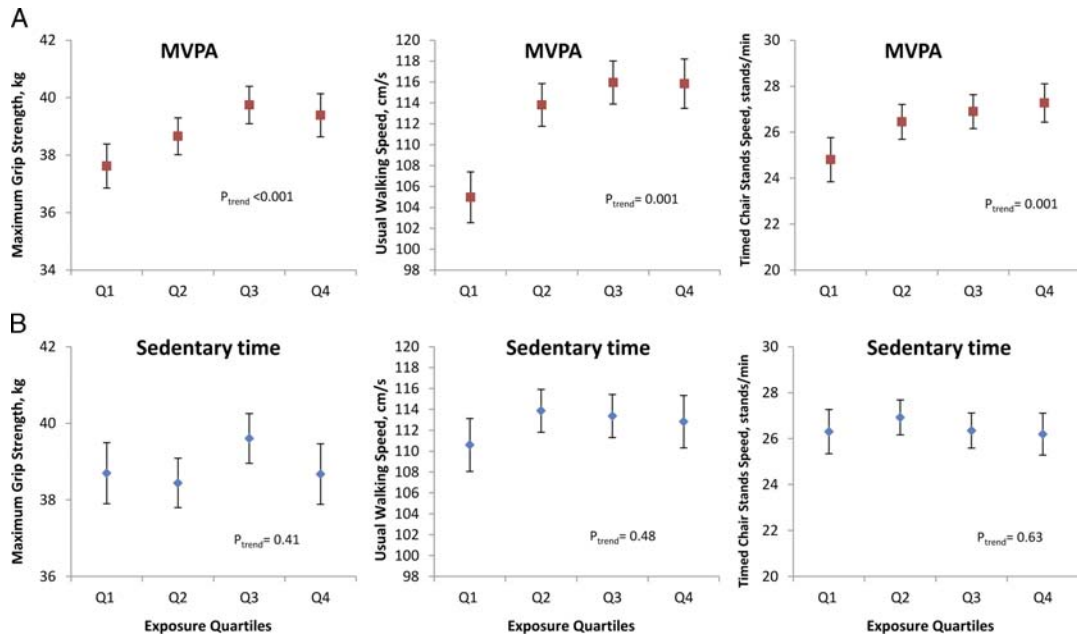 A
MVPA
Maximum Grip Strength, kg
42
40
38
36
34
P trend <0.001
Q1 Q2 Q3 Q4
MVPA
Usual Walking Speed, cm/s
120
118
116
114
112
110
108
106
104
102
100
98
P trend = 0.001
Q1 Q2 Q3 Q4
MVPA
Timed Chair Stands Speed, stands/min
30
28
26
24
22
20
P trend = 0.001
Q1 Q2 Q3 Q4
B
Sedentary time
Maximum Grip Strength, kg
42
40
38
36
P trend = 0.41
Q1 Q2 Q3 Q4
Exposure Quartiles
Sedentary time
Usual Walking Speed, cm/s
120
118
116
114
112
110
108
106
104
102
100
98
P trend = 0.48
Q1 Q2 Q3 Q4
Exposure Quartiles
Sedentary time
Timed Chair Stands Speed, stands/min
30
28
26
24
22
20
P trend = 0.63
Q1 Q2 Q3 Q4
Exposure Quartiles